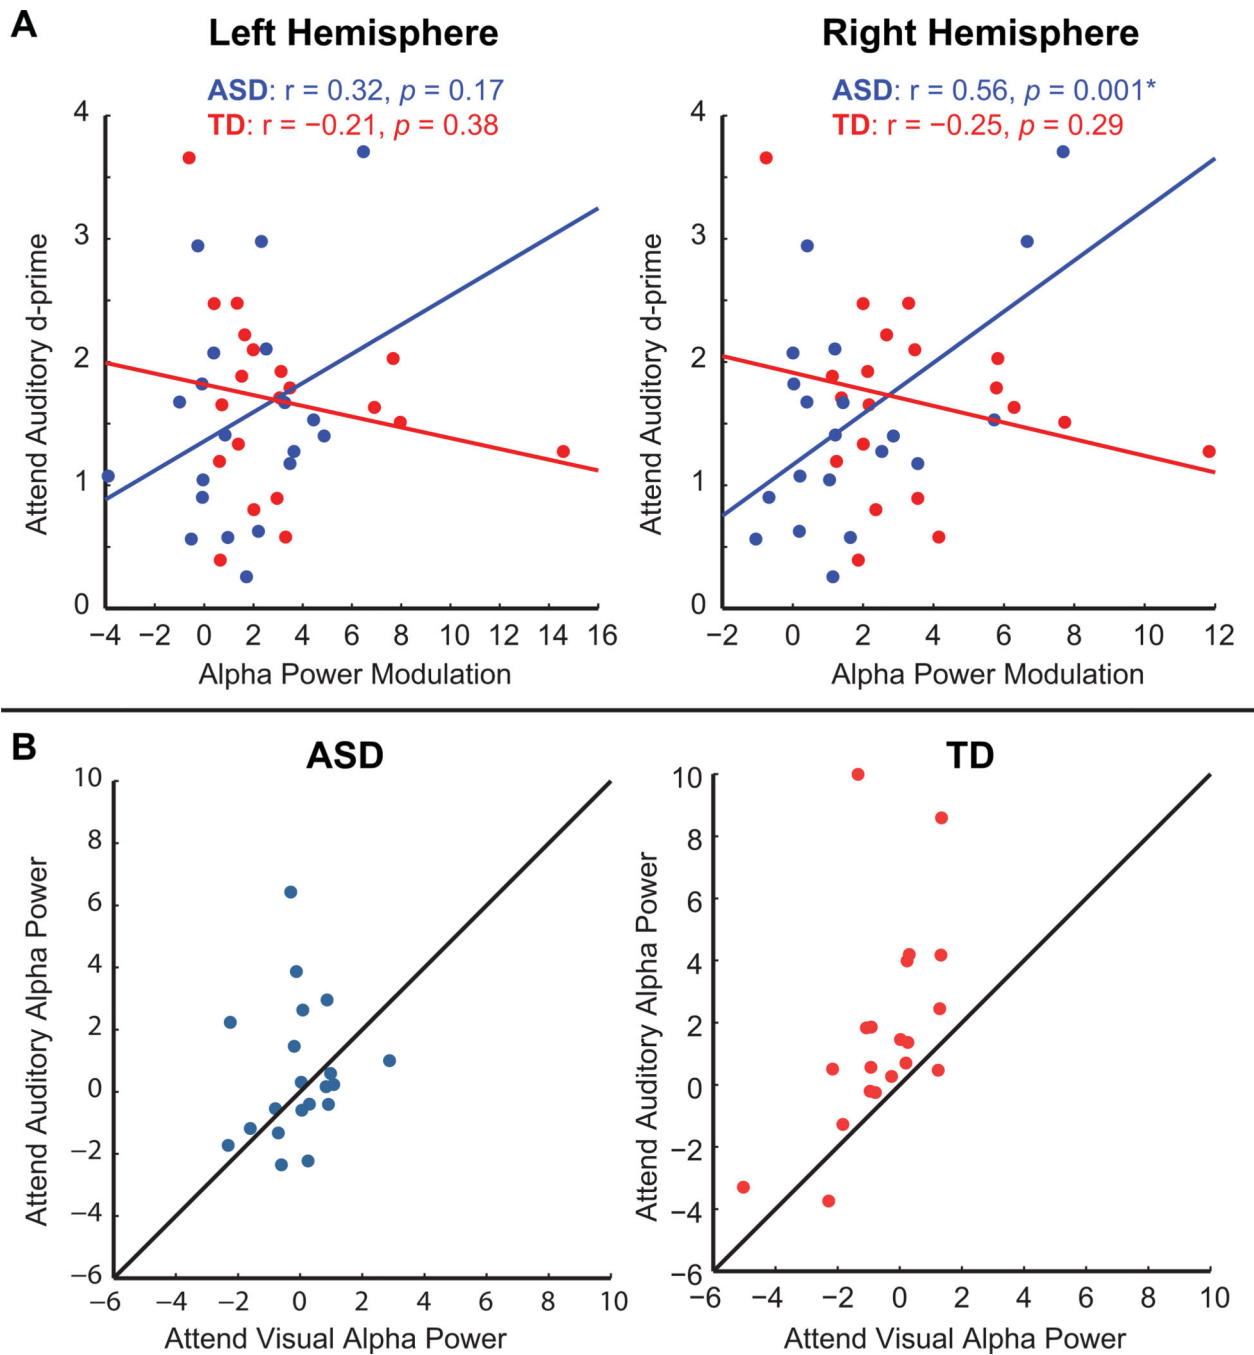 A
Left Hemisphere
Right Hemisphere
ASD: r = 0.32, p = 0.17
TD: r = −0.21, p = 0.38
ASD: r = 0.56, p = 0.001*
TD: r = −0.25, p = 0.29
Attend Auditory d-prime
4
3
2
1
0
−4 −2 0 2 4 6 8 10 12 14 16
Alpha Power Modulation
Attend Auditory d-prime
4
3
2
1
0
−2 0 2 4 6 8 10 12
Alpha Power Modulation
B
ASD
TD
Attend Auditory Alpha Power
10
8
6
4
2
0
−2
−4
−6
−6 −4 −2 0 2 4 6 8 10
Attend Visual Alpha Power
Attend Auditory Alpha Power
10
8
6
4
2
0
−2
−4
−6
−6 −4 −2 0 2 4 6 8 10
Attend Visual Alpha Power